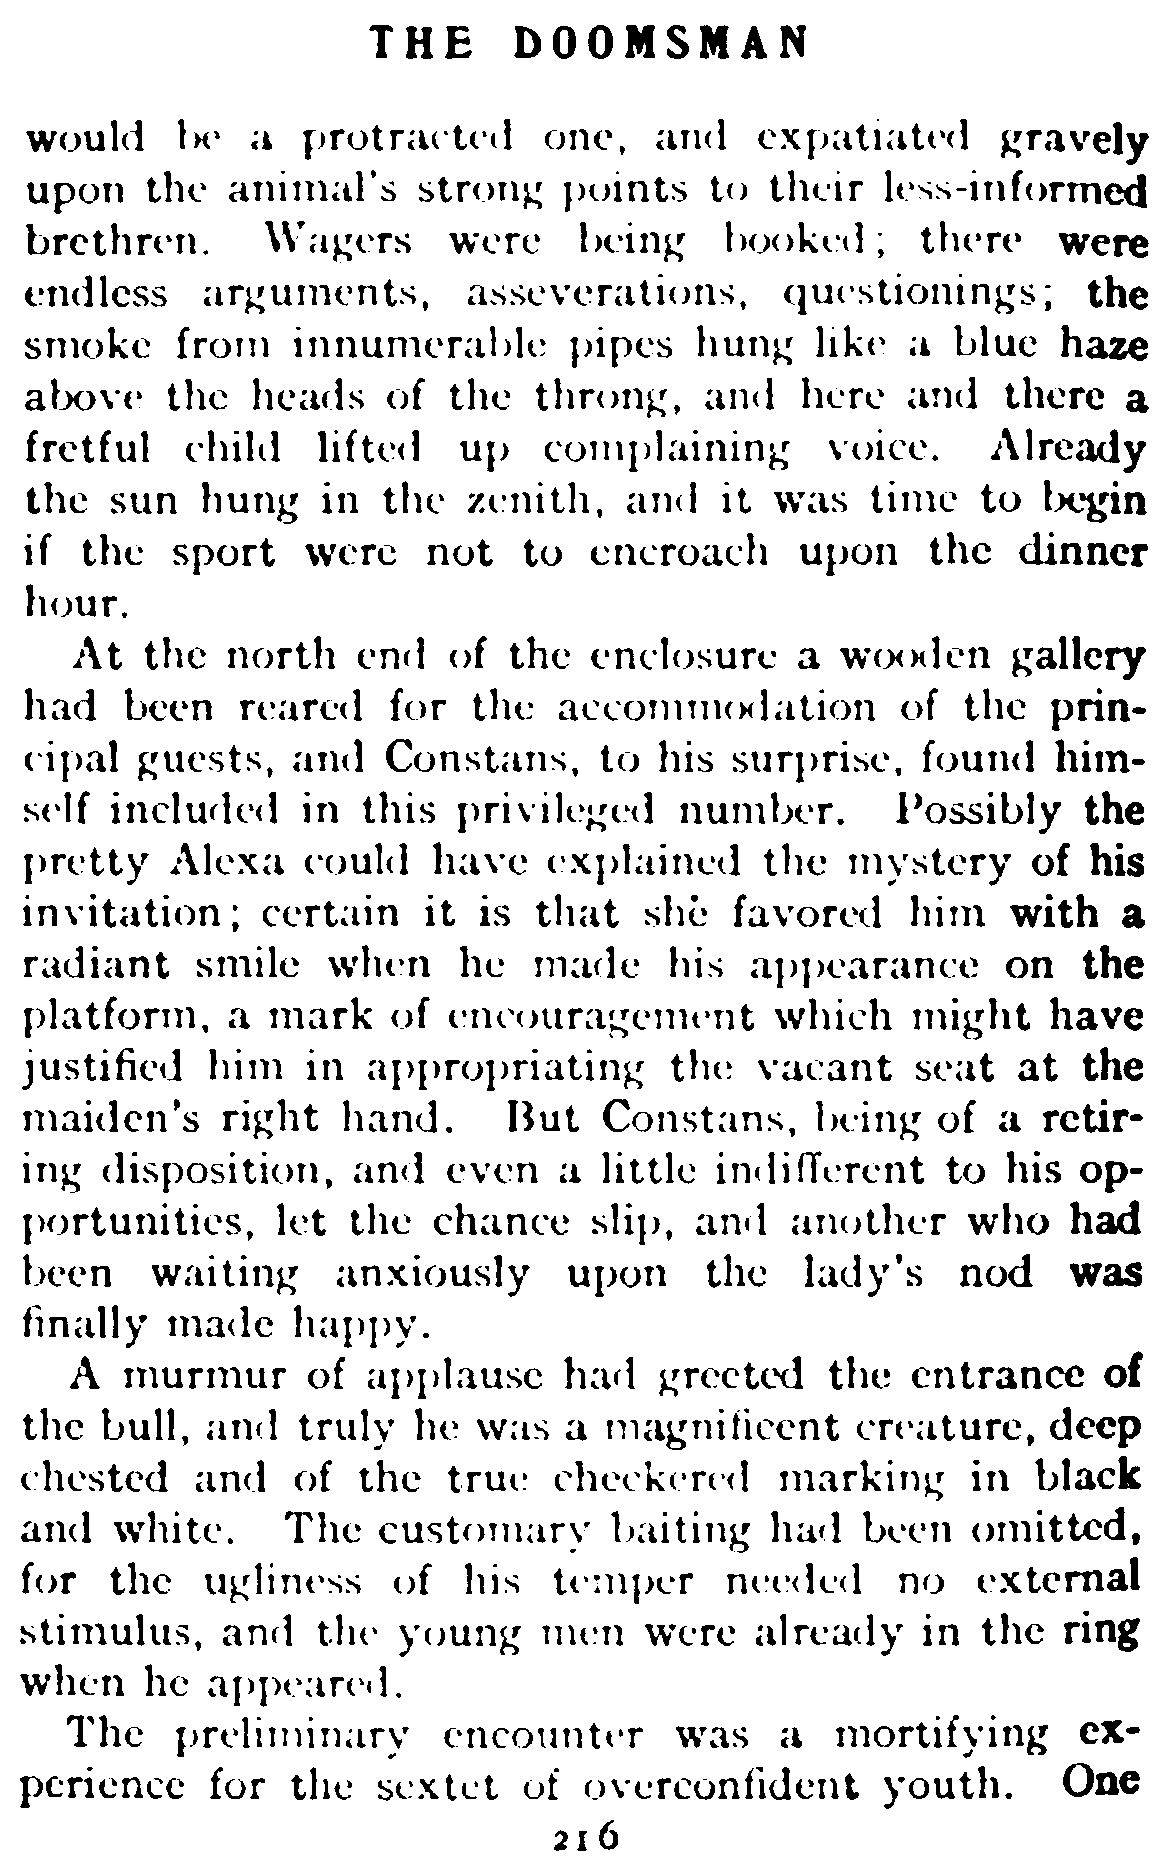 THE DOOMSMAN
would be a protracted one, and expatiated gravely
upon the animal's strong points to their less-informed
brethren. Wagers were being booked; there were
endless arguments, asseverations, questionings; the
smoke from innumerable pipes hung like a blue haze
above the heads of the throng, and here and there a
fretful child lifted up complaining voice. Already
the sun hung in the zenith, and it was time to begin
if the sport were not to encroach upon the dinner
hour.
At the north end of the enclosure a wooden gallery
had been reared for the accommodation of the prin-
cipal guests, and Constans, to his surprise, found him-
self included in this privileged number. Possibly the
pretty Alexa could have explained the mystery of his
invitation; certain it is that she favored him with a
radiant smile when he made his appearance on the
platform, a mark of encouragement which might have
justified him in appropriating the vacant seat at the
maiden's right hand. But Constans, being of a retir-
ing disposition, and even a little indifferent to his op-
portunities, let the chance slip, and another who had
been waiting anxiously upon the lady's nod was
finally made happy.
A murmur of applause had greeted the entrance of
the bull, and truly he was a magnificent creature, deep
chested and of the true checkered marking in black
and white. The customary baiting had been omitted,
for the ugliness of his temper needed no external
stimulus, and the young men were already in the ring
when he appeared.
The preliminary encounter was a mortifying ex-
perience for the sextet of overconfident youth. One
216